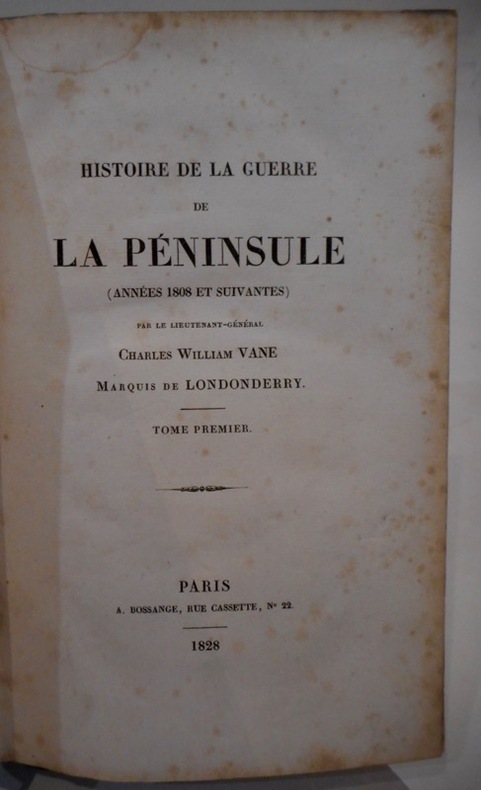 HISTOIRE DE LA GUERRE
DE
LA PÉNINSULE
(ANNÉES 1808 ET SUIVANTES)
PAR LE LIEUTENANT-GÉNÉRAL
CHARLES WILLIAM VANE
MARQUIS DE LONDONDERRY.
TOME PREMIER.
PARIS
A. BOSSANGE, RUE CASSETTE, No 22.
1828